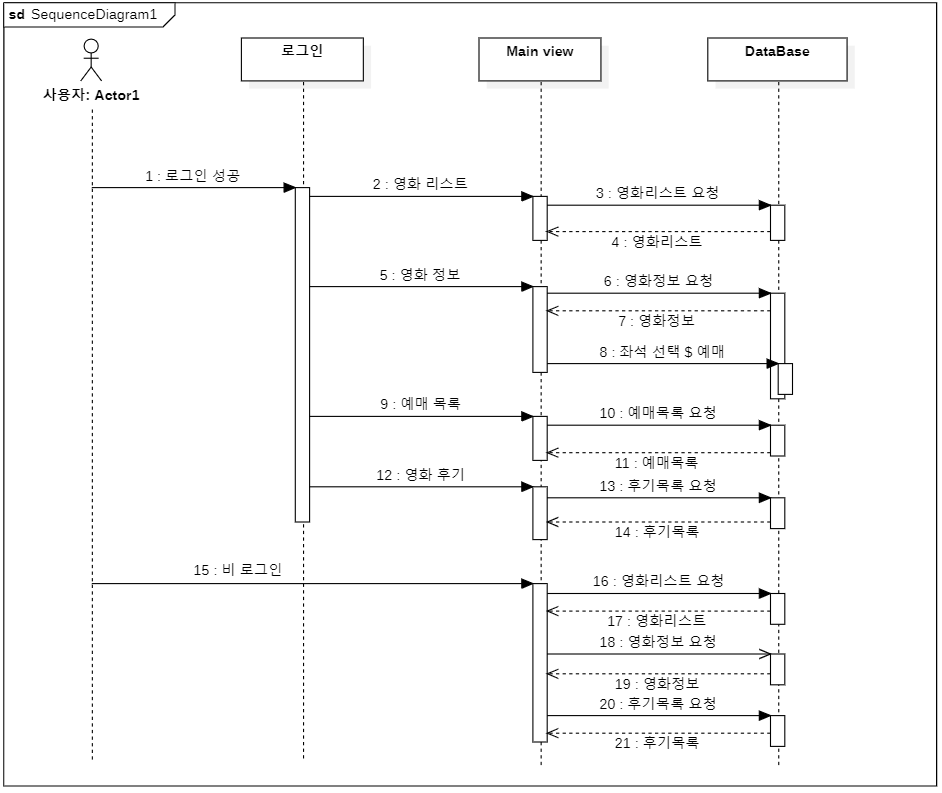 sd SequenceDiagram1
로그인
Main view
DataBase
사용자: Actor1
1 : 로그인 성공
2 : 영화 리스트
3 : 영화리스트 요청
4 : 영화리스트
5 : 영화 정보
6 : 영화정보 요청
7 : 영화정보
8 : 좌석 선택 $ 예매
9 : 예매 목록
10 : 예매목록 요청
11 : 예매목록
12 : 영화 후기
13 : 후기목록 요청
14 : 후기목록
15 : 비 로그인
16 : 영화리스트 요청
17 : 영화리스트
18 : 영화정보 요청
19 : 영화정보
20 : 후기목록 요청
21 : 후기목록